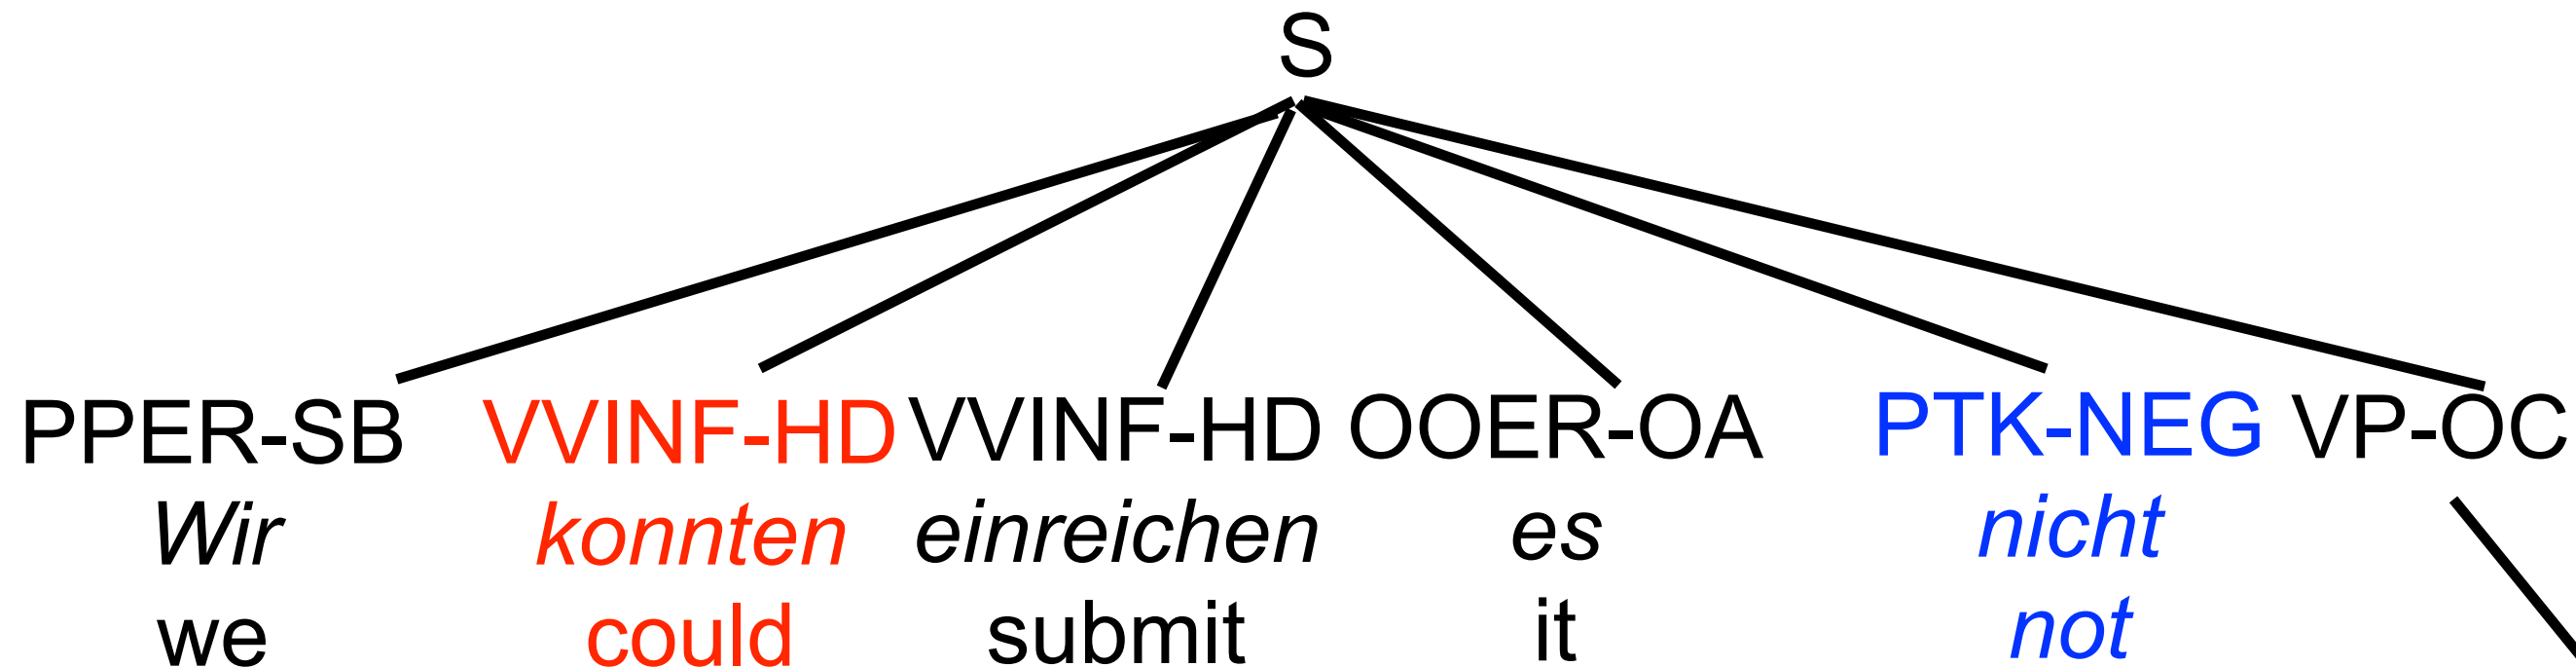 S
PPER-SB VVINF-HD VVINF-HD OOER-OA PTK-NEG VP-OC
Wir konnten einreichen es nicht
we could submit it not